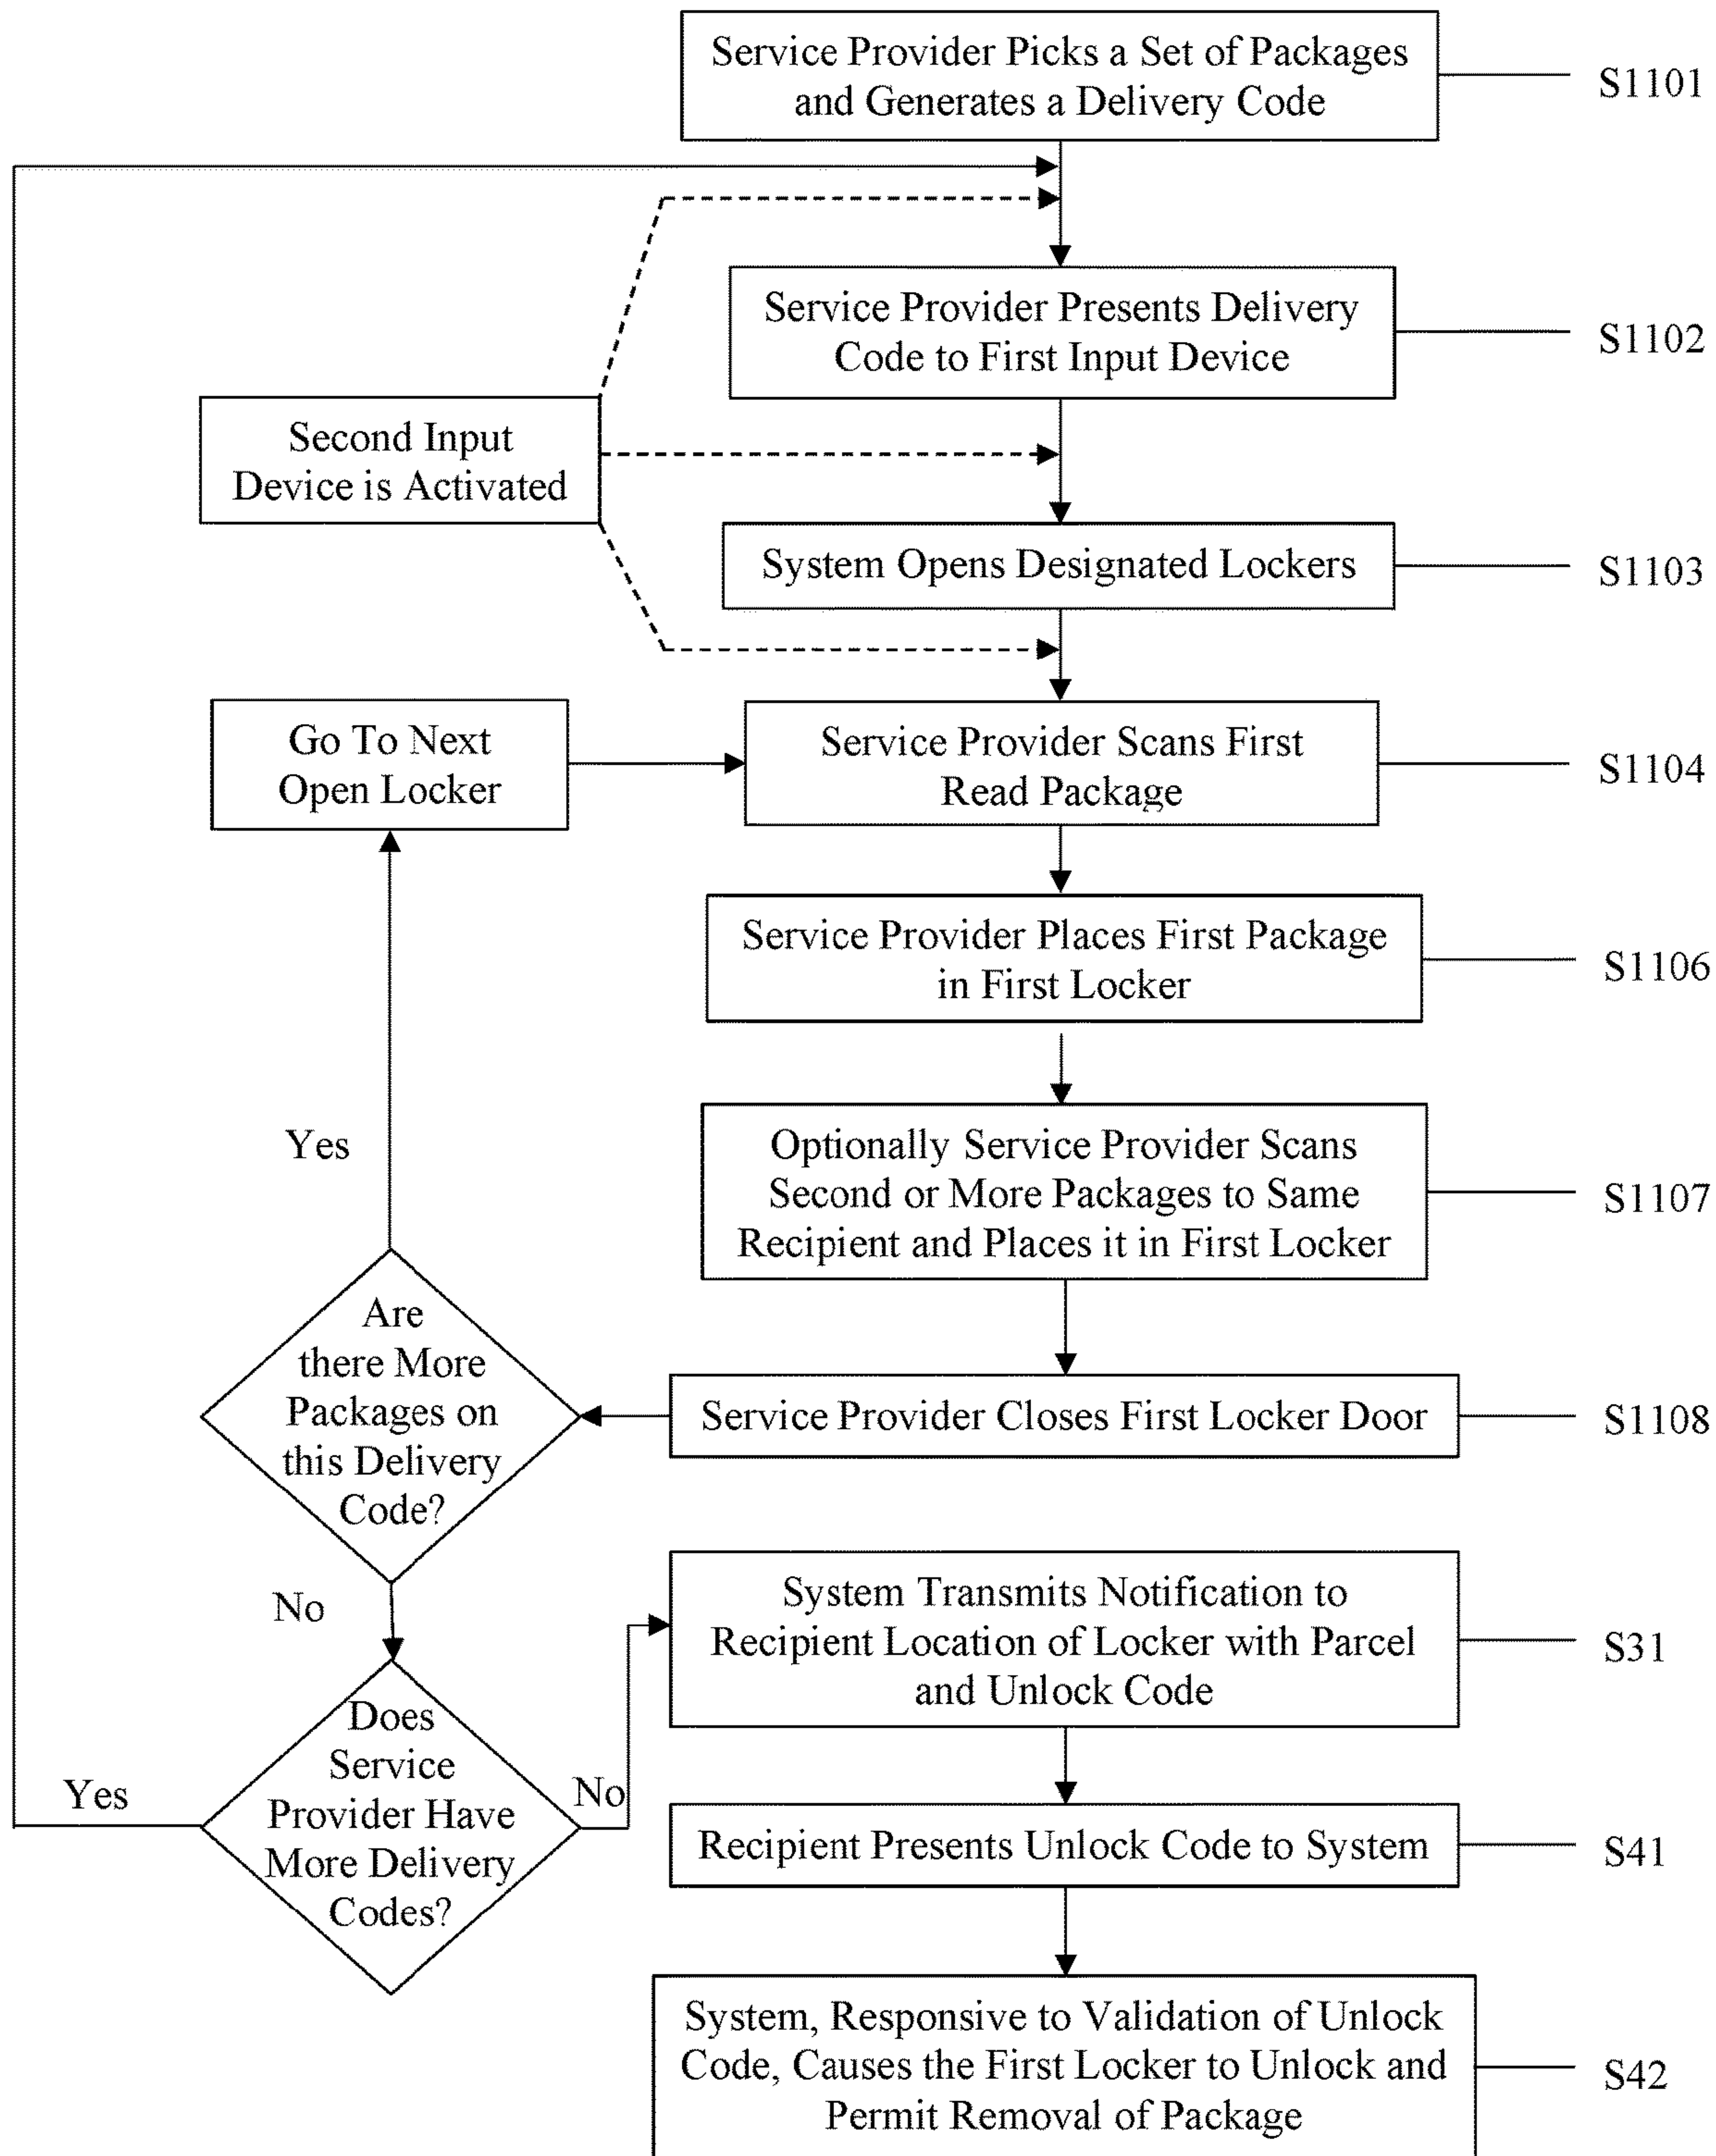 Service Provider Picks a Set of Packages
and Generates a Delivery Code
S1101
Service Provider Presents Delivery
Code to First Input Device
S1102
Second Input
Device is Activated
System Opens Designated Lockers
S1103
Go To Next
Open Locker
Service Provider Scans First
Read Package
S1104
Service Provider Places First Package
in First Locker
S1106
Yes
Optionally Service Provider Scans
Second or More Packages to Same
Recipient and Places it in First Locker
S1107
Are
there More
Packages on
this Delivery
Code?
Service Provider Closes First Locker Door
S1108
No
System Transmits Notification to
Recipient Location of Locker with Parcel
and Unlock Code
S31
Does
Service
Provider Have
More Delivery
Codes?
Yes
No
Recipient Presents Unlock Code to System
S41
System, Responsive to Validation of Unlock
Code, Causes the First Locker to Unlock and
Permit Removal of Package
S42